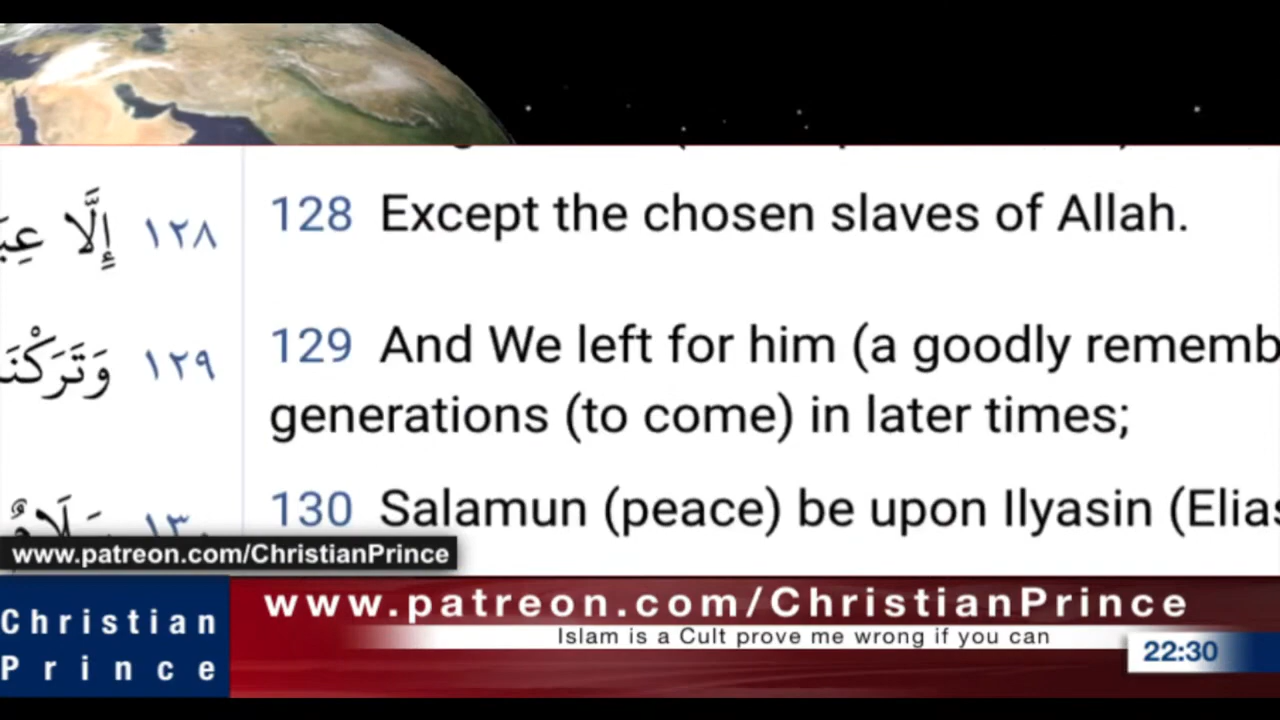 128 Except the chosen slaves of Allah.
إِلَّا ١٢٨
129 And We left for him (a goodly rememb
١٢٩
generations (to come) in later times;
130 Salamun (peace) be upon Ilyasin (Elias
www.patreon.com/ChristianPrince
www.patreon.com/ChristianPrince
Christian
Prince
Islam is a Cult prove me wrong if you can
22:30